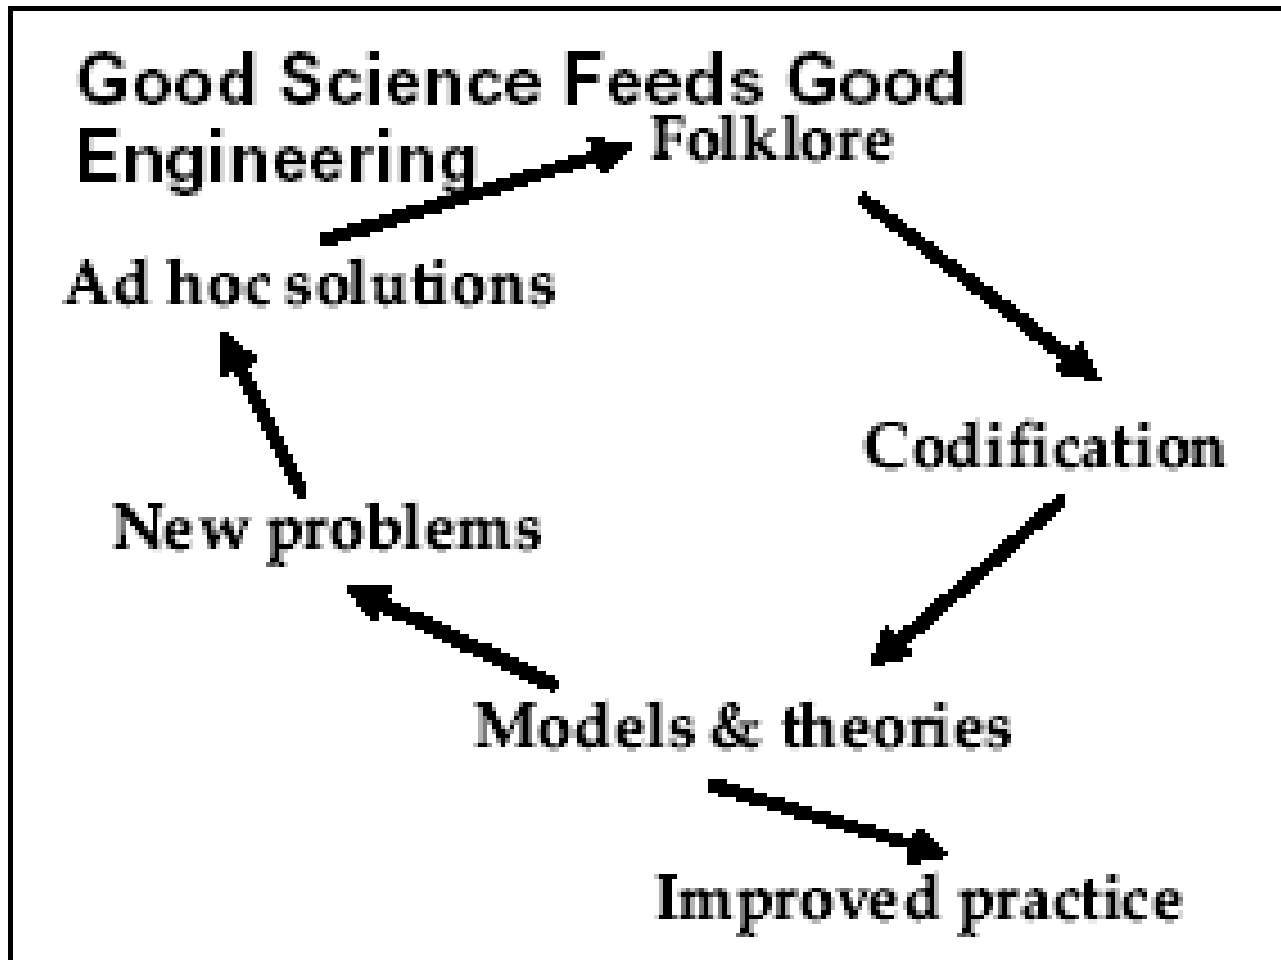 Good Science Feeds Good
Engineering
Folklore
Ad hoc solutions
Codification
New problems
Models & theories
Improved practice